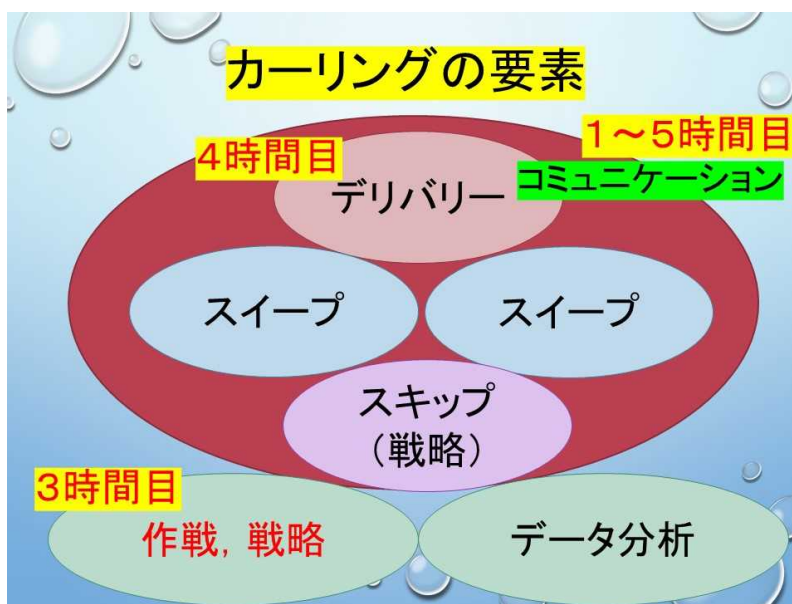 カーリングの要素
1~5時間目
4時間目
コミュニケーション
デリバリー
スイープ
スイープ
スキップ
(戦略)
3時間目
作戦,戦略
データ分析